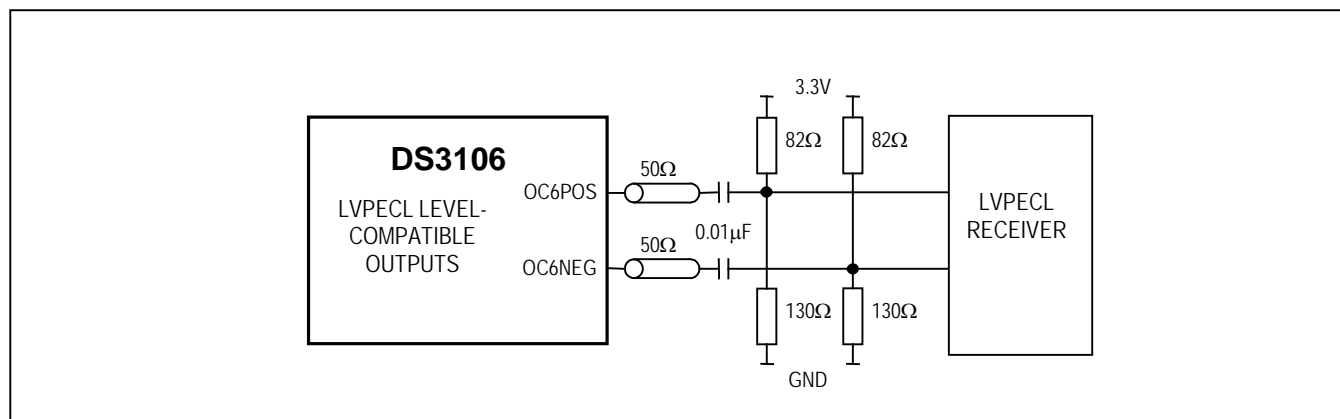 3.3V
82Ω
82Ω
DS3106
50Ω
OC6POS
LVPECL LEVEL-
COMPATIBLE
OUTPUTS
LVPECL
RECEIVER
0.01µF
50Ω
OC6NEG
130Ω
130Ω
GND